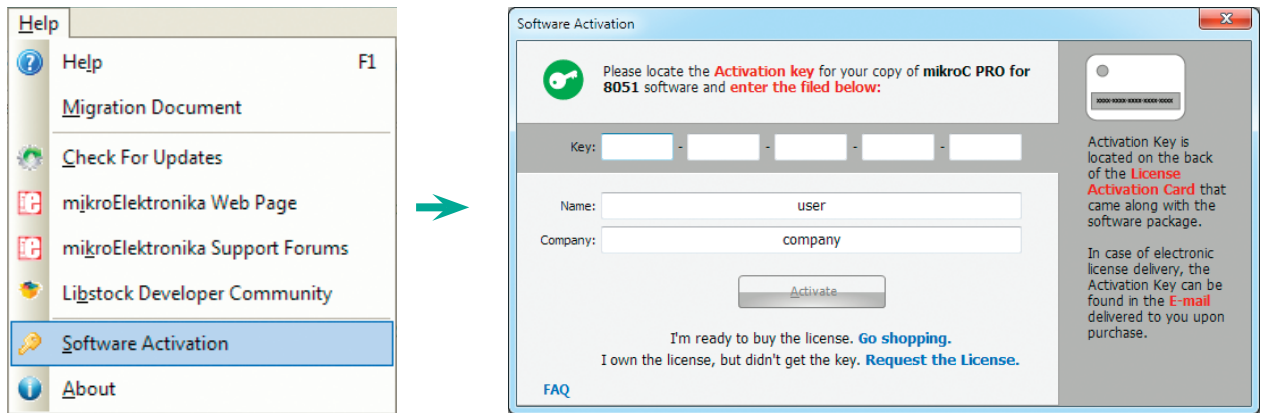 Help
Help F1
Migration Document
Check For Updates
mikroElektronika Web Page
mikroElektronika Support Forums
Libstock Developer Community
Software Activation
About
Software Activation
Please locate the Activation key for your copy of mikroC PRO for
8051 software and enter the filed below:
Key: - - - -
Name: user
Company: company
Activate
I'm ready to buy the license. Go shopping.
I own the license, but didn't get the key. Request the License.
FAQ
xxxx-xxxx-xxxx-xxxx-xxxx
Activation Key is
located on the back
of the License
Activation Card that
came along with the
software package.
In case of electronic
license delivery, the
Activation Key can be
found in the E-mail
delivered to you upon
purchase.